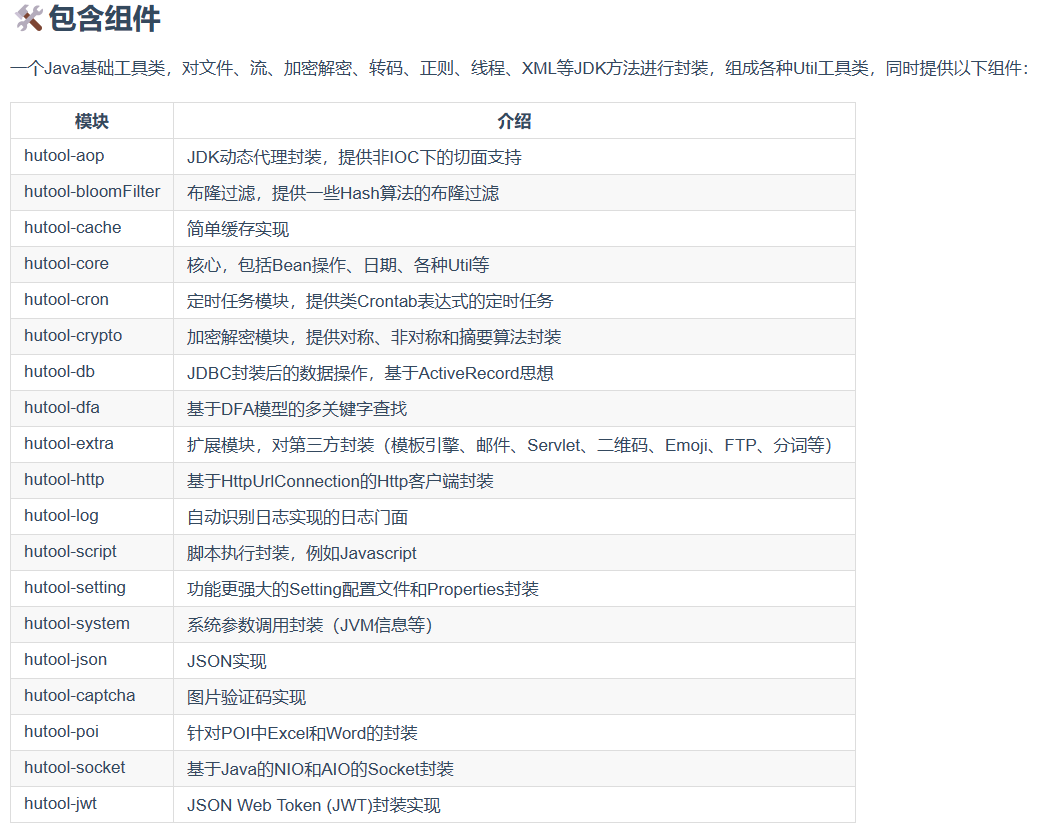 🛠️包含组件
一个Java基础工具类，对文件、流、加密解密、转码、正则、线程、XML等JDK方法进行封装，组成各种Util工具类，同时提供以下组件：
模块 介绍
hutool-aop JDK动态代理封装，提供非IOC下的切面支持
hutool-bloomFilter 布隆过滤，提供一些Hash算法的布隆过滤
hutool-cache 简单缓存实现
hutool-core 核心，包括Bean操作、日期、各种Util等
hutool-cron 定时任务模块，提供类Crontab表达式的定时任务
hutool-crypto 加密解密模块，提供对称、非对称和摘要算法封装
hutool-db JDBC封装后的数据操作，基于ActiveRecord思想
hutool-dfa 基于DFA模型的多关键字查找
hutool-extra 扩展模块，对第三方封装（模板引擎、邮件、Servlet、二维码、Emoji、FTP、分词等）
hutool-http 基于HttpUrlConnection的Http客户端封装
hutool-log 自动识别日志实现的日志门面
hutool-script 脚本执行封装，例如Javascript
hutool-setting 功能更强大的Setting配置文件和Properties封装
hutool-system 系统参数调用封装（JVM信息等）
hutool-json JSON实现
hutool-captcha 图片验证码实现
hutool-poi 针对POI中Excel和Word的封装
hutool-socket 基于Java的NIO和AIO的Socket封装
hutool-jwt JSON Web Token (JWT)封装实现